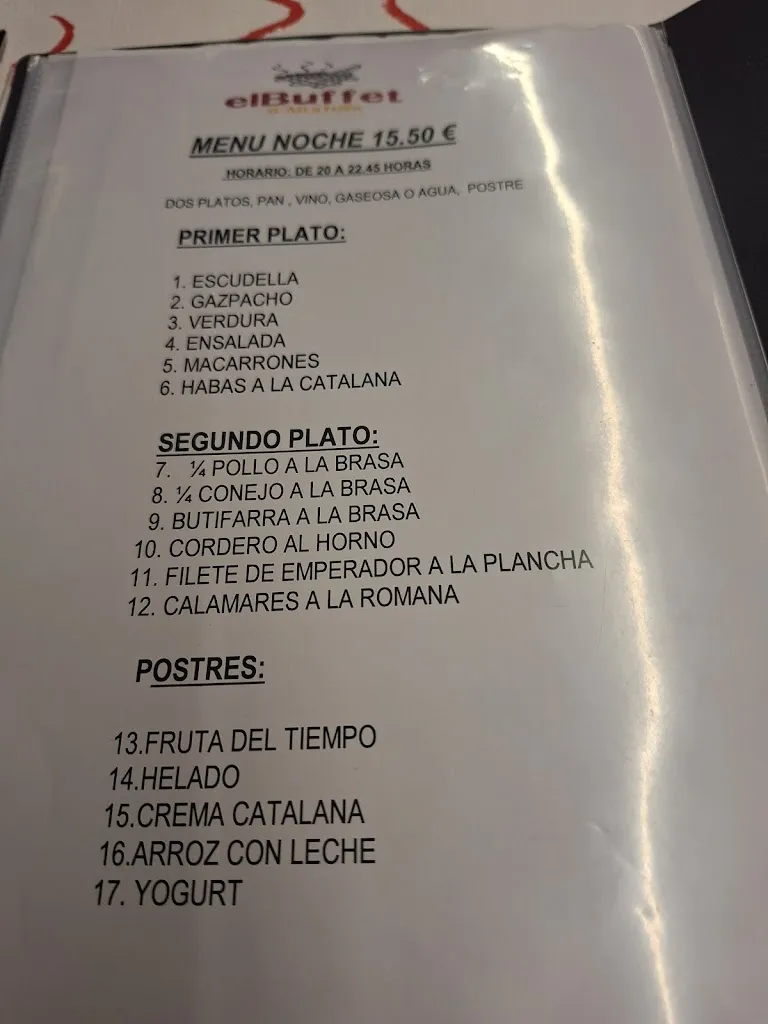 elBuffet
MENU NOCHE 15.50 €
HORARIO: DE 20 A 22.45 HORAS
DOS PLATOS, PAN , VINO, GASEOSA O AGUA, POSTRE
PRIMER PLATO:
1. ESCUDELLA
2. GAZPACHO
3. VERDURA
4. ENSALADA
5. MACARRONES
6. HABAS A LA CATALANA
SEGUNDO PLATO:
7. ¼ POLLO A LA BRASA
8. ¼ CONEJO A LA BRASA
9. BUTIFARRA A LA BRASA
10. CORDERO AL HORNO
11. FILETE DE EMPERADOR A LA PLANCHA
12. CALAMARES A LA ROMANA
POSTRES:
13.FRUTA DEL TIEMPO
14.HELADO
15.CREMA CATALANA
16.ARROZ CON LECHE
17. YOGURT